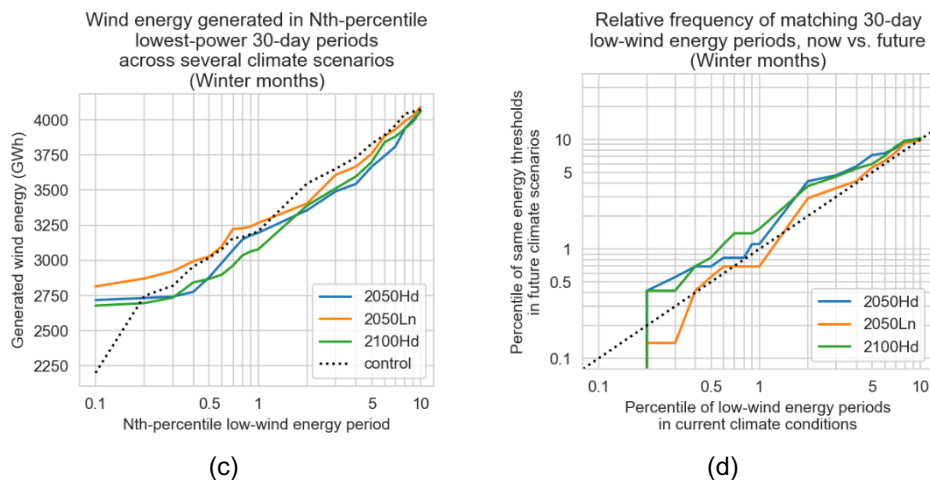 Wind energy generated in Nth-percentile
lowest-power 30-day periods
across several climate scenarios
(Winter months)
Generated wind energy (GWh)
4000
3750
3500
3250
3000
2750
2500
2250
0.1
0.5
1
5
10
Nth-percentile low-wind energy period
2050Hd
2050Ln
2100Hd
control
(c)
Relative frequency of matching 30-day
low-wind energy periods, now vs. future
(Winter months)
Percentile of same energy thresholds
in future climate scenarios
10
5
1
0.5
0.1
0.1
0.5
1
5
10
Percentile of low-wind energy periods
in current climate conditions
2050Hd
2050Ln
2100Hd
(d)